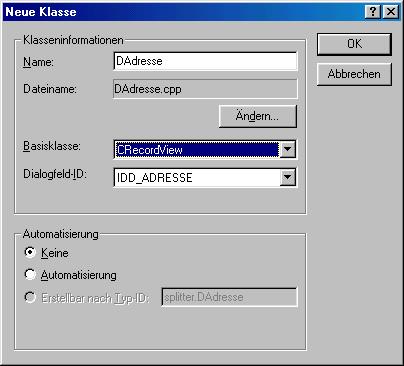 Neue Klasse
OK
Abbrechen
Klasseninformationen
Name: DAdresse
Dateiname: DAdresse.cpp
Ändern...
Basisklasse: CRecordView
Dialogfeld-ID: IDD_ADRESSE
Automatisierung
Keine
Automatisierung
Erstellbar nach Typ-ID: splitter.DAdresse